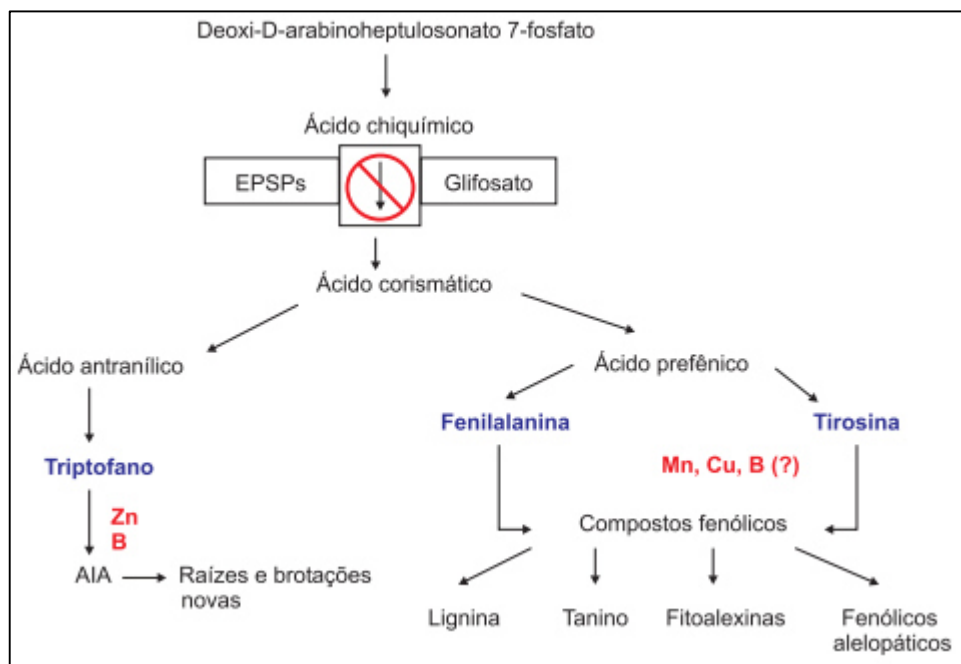 Deoxi-D-arabinoheptulosonato 7-fosfato
Ácido chiquímico
EPSPs
Glifosato
Ácido corismático
Ácido antranílico
Ácido prefênico
Fenilalanina
Tirosina
Triptofano
Mn, Cu, B (?)
Zn
B
Compostos fenólicos
AIA
Raízes e brotações
novas
Lignina
Tanino
Fitoalexinas
Fenólicos
alelopáticos